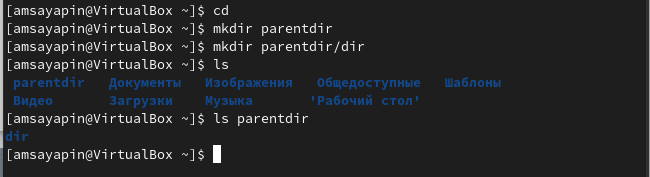 [amsayapin@VirtualBox ~]$ cd
[amsayapin@VirtualBox ~]$ mkdir parentdir
[amsayapin@VirtualBox ~]$ mkdir parentdir/dir
[amsayapin@VirtualBox ~]$ ls
parentdir Документы Изображения Общедоступные Шаблоны
Видео Загрузки Музыка 'Рабочий стол'
[amsayapin@VirtualBox ~]$ ls parentdir
dir
[amsayapin@VirtualBox ~]$